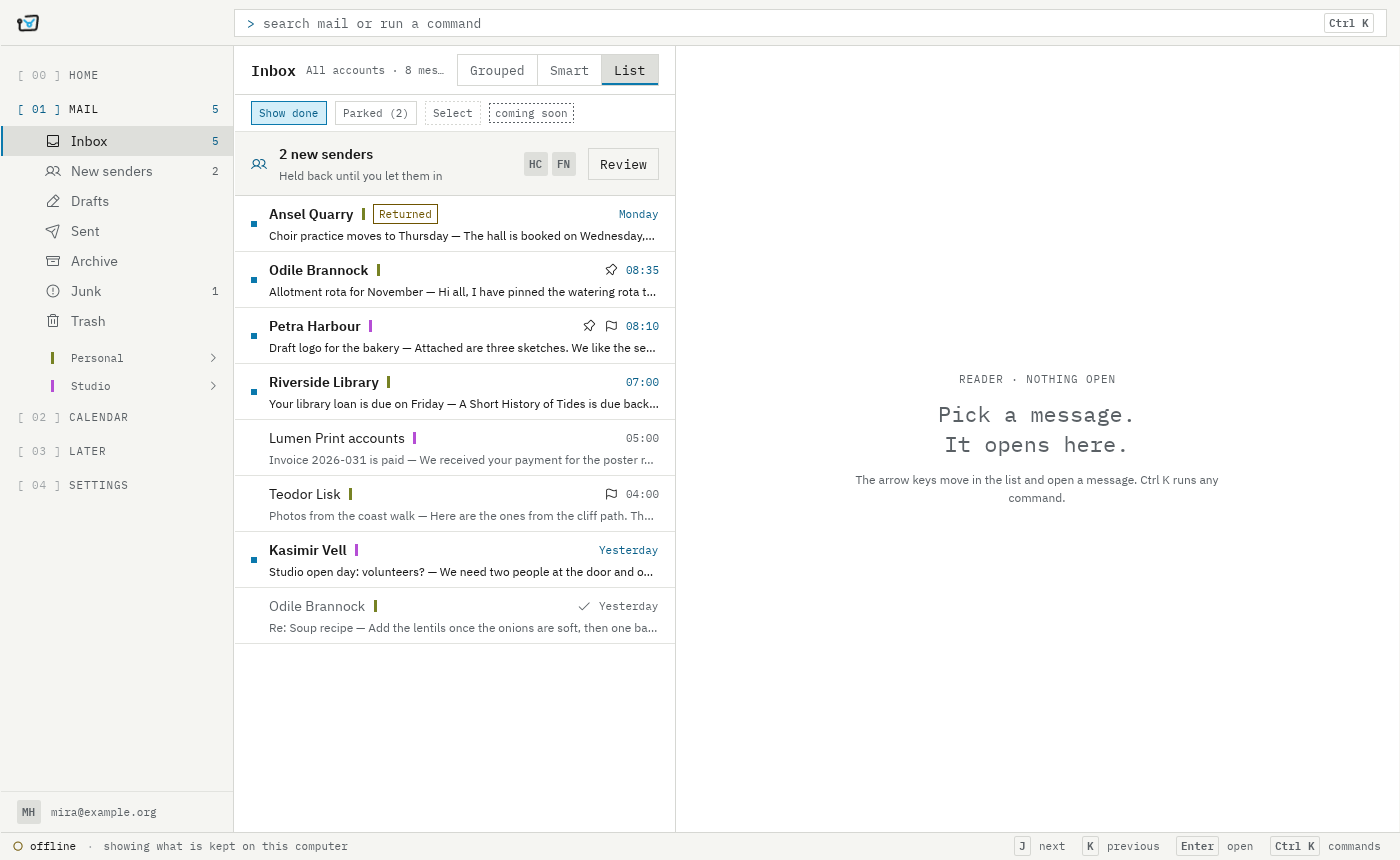 > search mail or run a command Ctrl K
[ 00 ] HOME
[ 01 ] MAIL 5
Inbox 5
New senders 2
Drafts
Sent
Archive
Junk 1
Trash
Personal
Studio
[ 02 ] CALENDAR
[ 03 ] LATER
[ 04 ] SETTINGS
MH mira@example.org
Inbox All accounts · 8 mes… Grouped Smart List
Show done Parked (2) Select coming soon
2 new senders
Held back until you let them in
HC FN Review
Ansel Quarry Returned Monday
Choir practice moves to Thursday — The hall is booked on Wednesday,…
Odile Brannock 08:35
Allotment rota for November — Hi all, I have pinned the watering rota t…
Petra Harbour 08:10
Draft logo for the bakery — Attached are three sketches. We like the se…
Riverside Library 07:00
Your library loan is due on Friday — A Short History of Tides is due back…
Lumen Print accounts 05:00
Invoice 2026-031 is paid — We received your payment for the poster r…
Teodor Lisk 04:00
Photos from the coast walk — Here are the ones from the cliff path. Th…
Kasimir Vell Yesterday
Studio open day: volunteers? — We need two people at the door and o…
Odile Brannock Yesterday
Re: Soup recipe — Add the lentils once the onions are soft, then one ba…
READER · NOTHING OPEN
Pick a message.
It opens here.
The arrow keys move in the list and open a message. Ctrl K runs any
command.
offline · showing what is kept on this computer
J next K previous Enter open Ctrl K commands